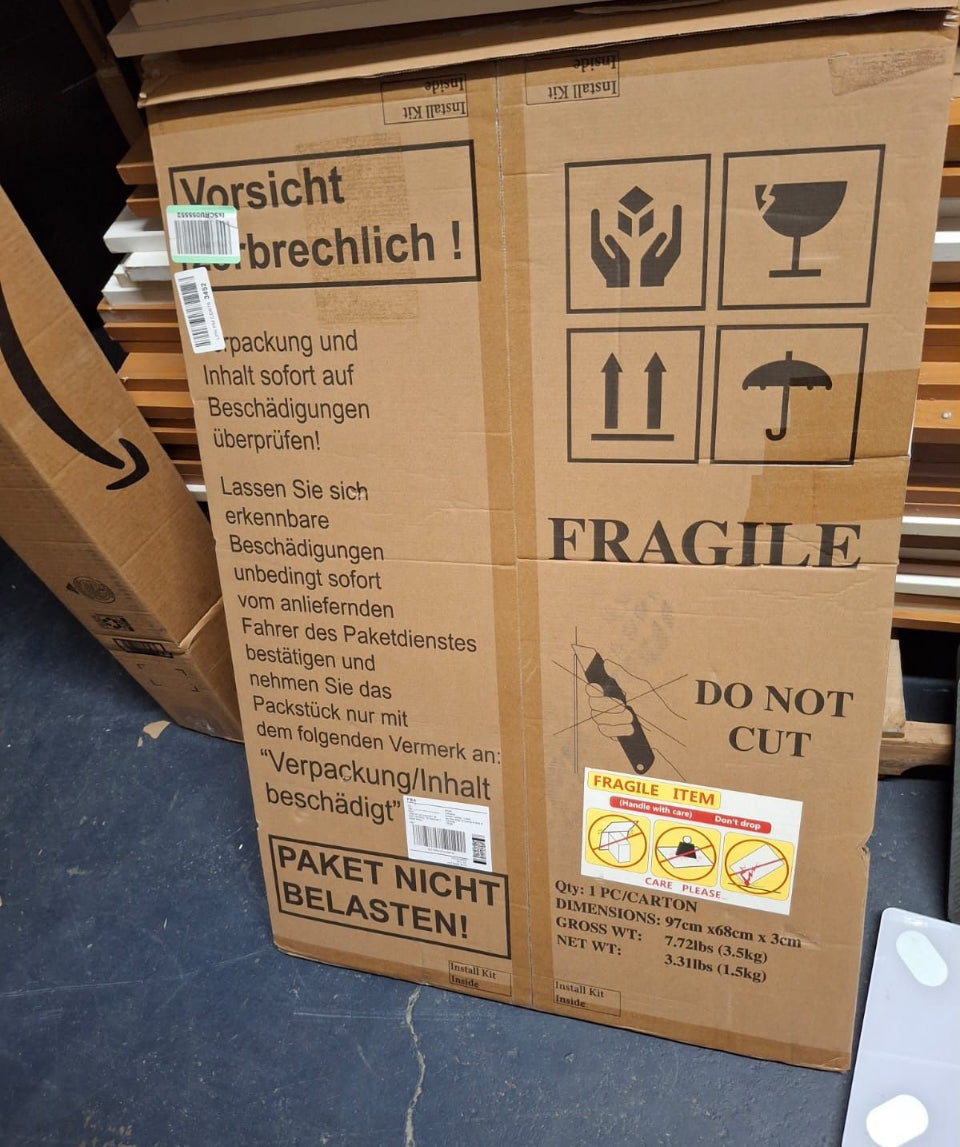 Install Kit
Inside
Install Kit
Inside
Vorsicht
!
Verpackung und
Inhalt sofort auf
Beschädigungen
überprüfen!
Lassen Sie sich
erkennbare
Beschädigungen
unbedingt sofort
vom anliefernden
Fahrer des Paketdienstes
bestätigen und
nehmen Sie das
Packstück nur mit
dem folgenden Vermerk an:
"Verpackung/Inhalt
beschädigt"
PAKET NICHT
BELASTEN!
Install Kit
Inside
FRAGILE
DO NOT
CUT
FRAGILE ITEM
(Handle with care)
Don't drop
CARE PLEASE...
Qty: 1 PC/CARTON
DIMENSIONS: 97cm x68cm x 3cm
GROSS WT: 7.72lbs (3.5kg)
NET WT: 3.31lbs (1.5kg)
Install Kit
Inside